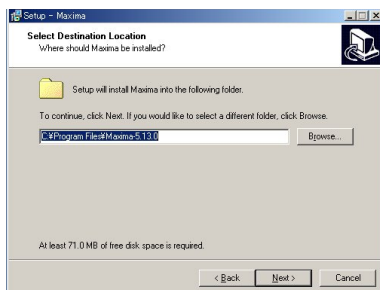 Setup - Maxima
Select Destination Location
Where should Maxima be installed?
Setup will install Maxima into the following folder.
To continue, click Next. If you would like to select a different folder, click Browse.
C:¥Program Files¥Maxima-5.13.0
Browse...
At least 71.0 MB of free disk space is required.
< Back
Next >
Cancel